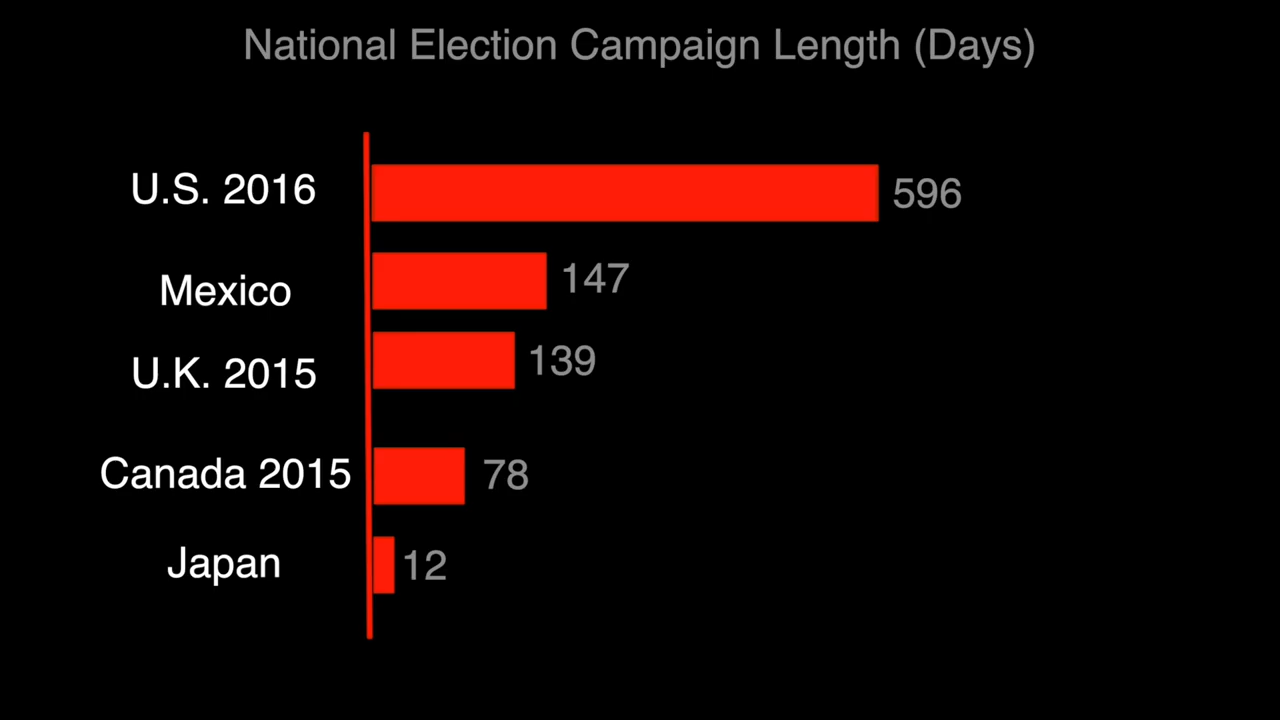 National Election Campaign Length (Days)
U.S. 2016 596
Mexico 147
U.K. 2015 139
Canada 2015 78
Japan 12